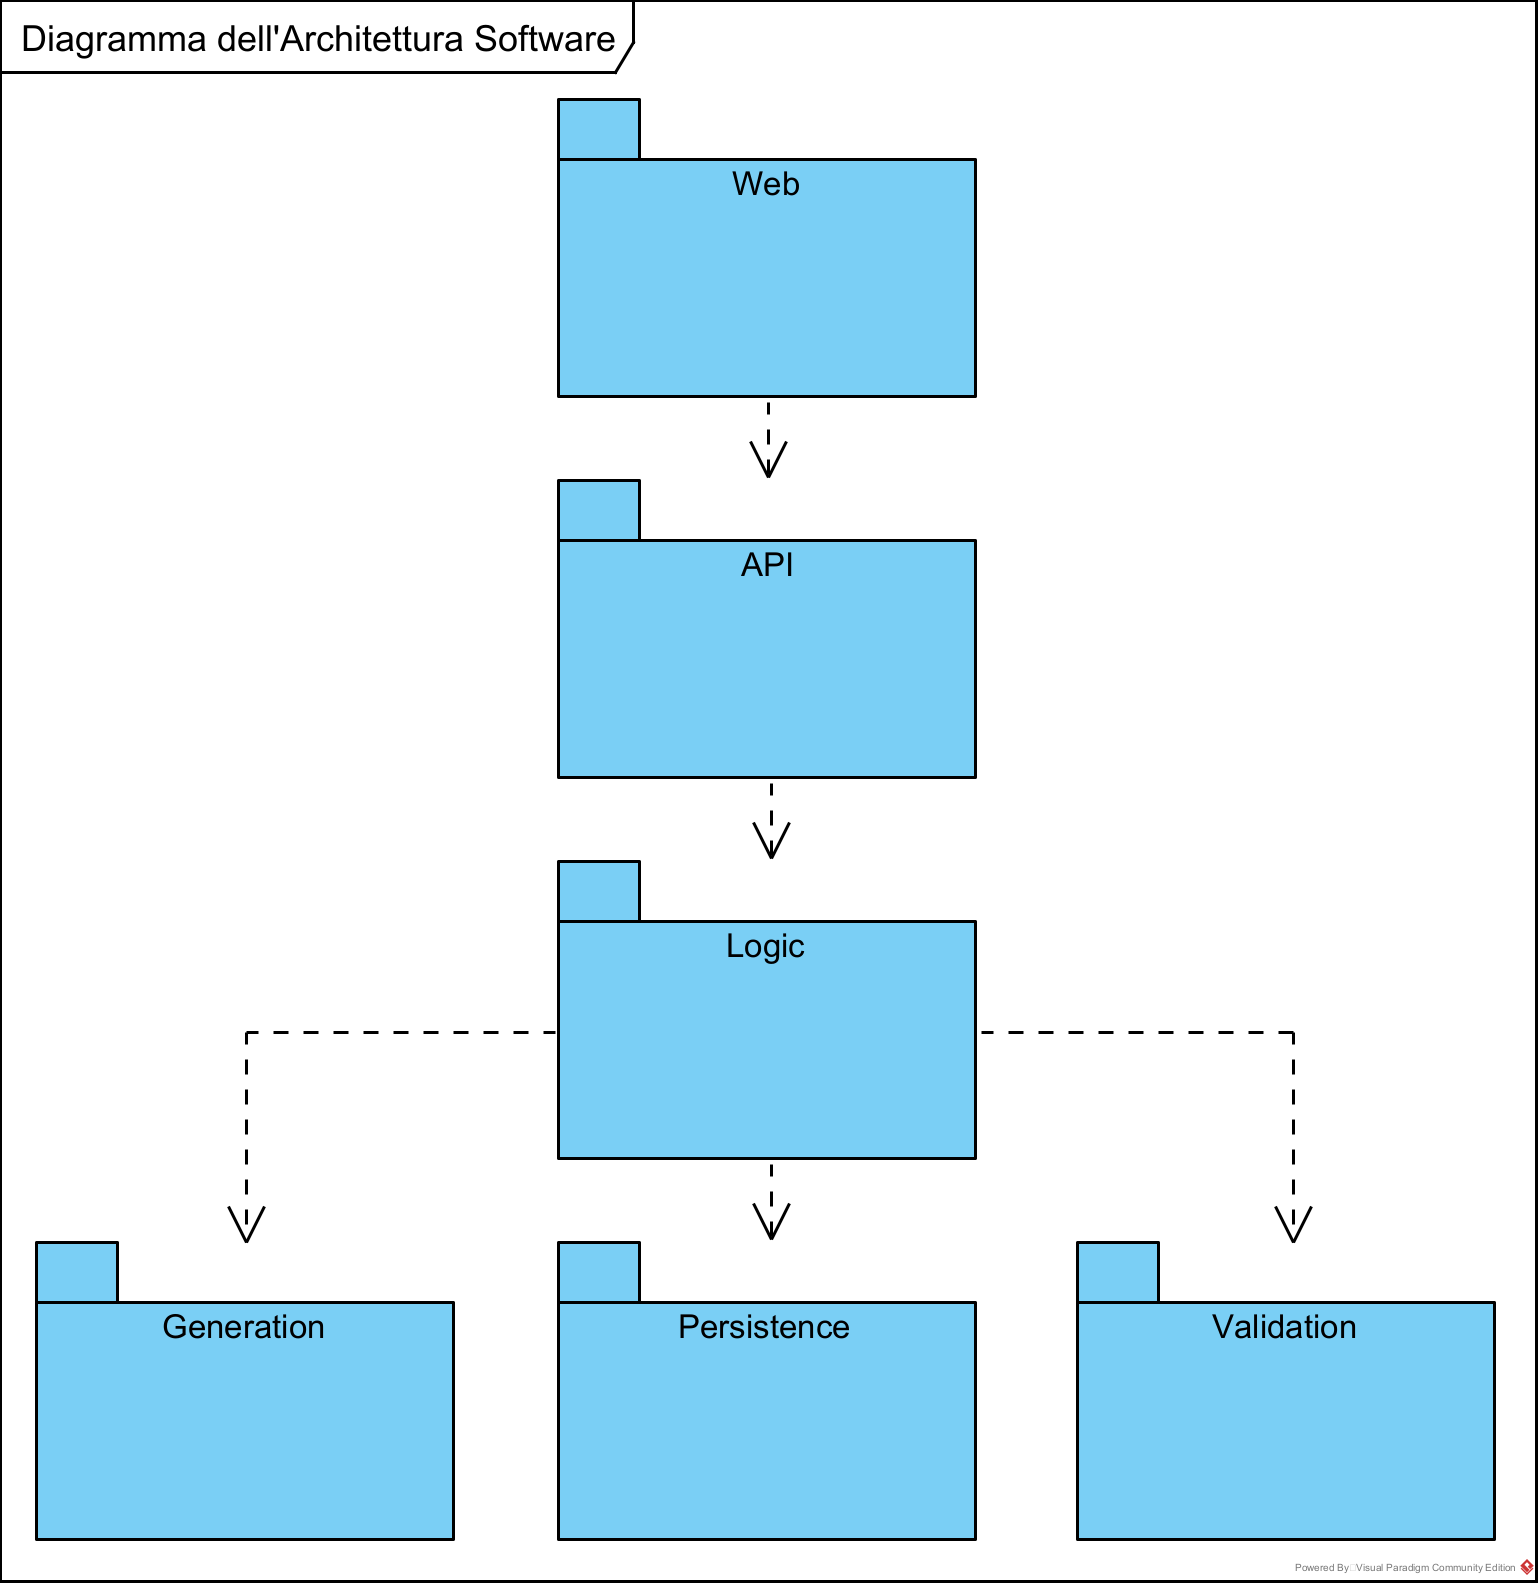 Diagramma dell'Architettura Software
Web
API
Logic
Generation
Persistence
Validation
Powered By Visual Paradigm Community Edition